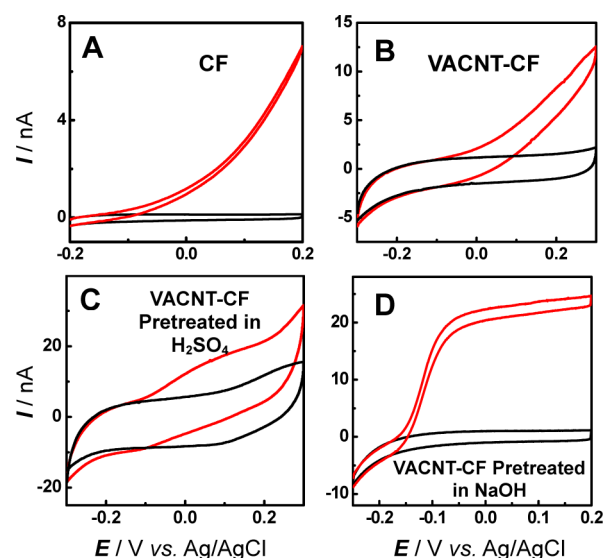 A
CF
8
4
0
-0.2
0.0
0.2
I / nA
B
VACNT-CF
15
10
5
0
-5
-0.2
0.0
0.2
C
VACNT-CF
Pretreated in
H₂SO₄
20
0
-20
-0.2
0.0
0.2
I / nA
E / V vs. Ag/AgCl
D
30
20
10
0
-10
VACNT-CF Pretreated
in NaOH
-0.2
-0.1
0.0
0.1
0.2
E / V vs. Ag/AgCl